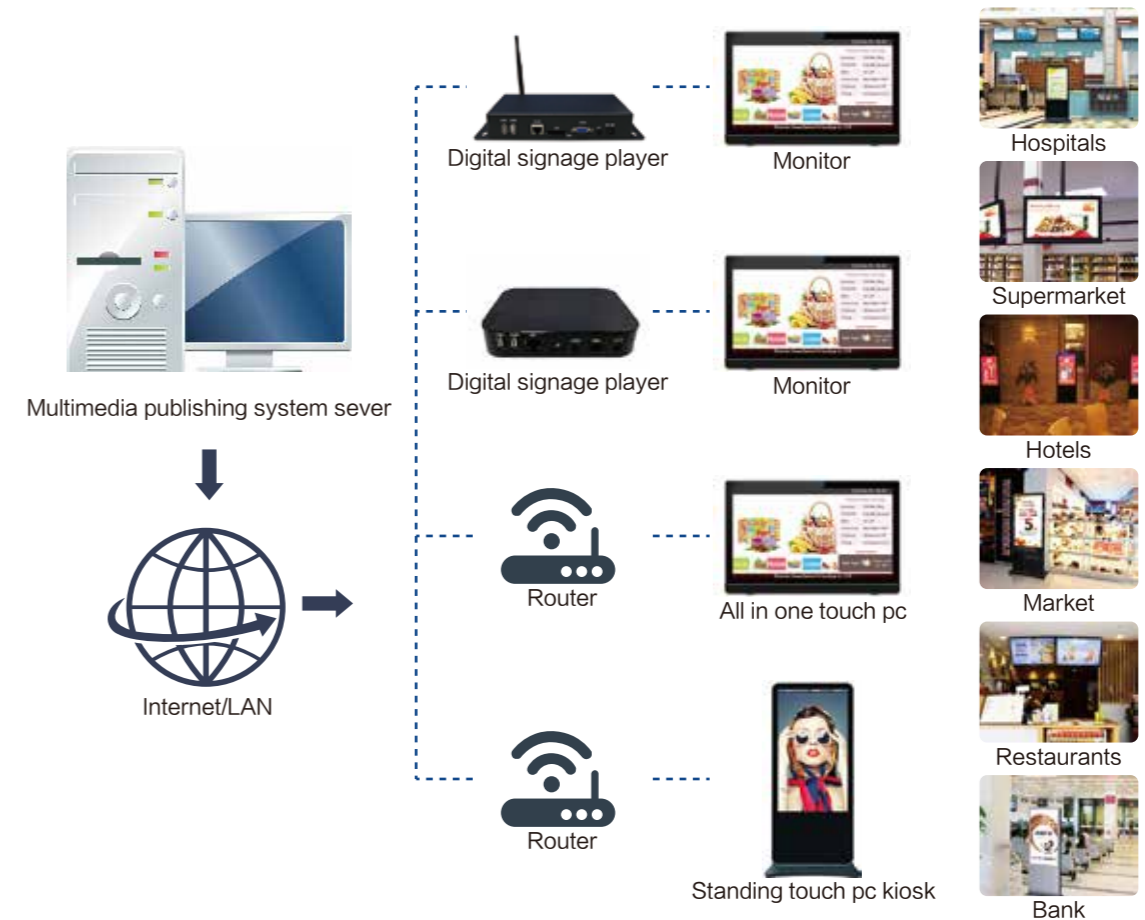 Digital signage player
Monitor
Hospitals
Supermarket
Multimedia publishing system sever
Digital signage player
Monitor
Hotels
Internet/LAN
Router
All in one touch pc
Market
Restaurants
Router
Standing touch pc kiosk
Bank